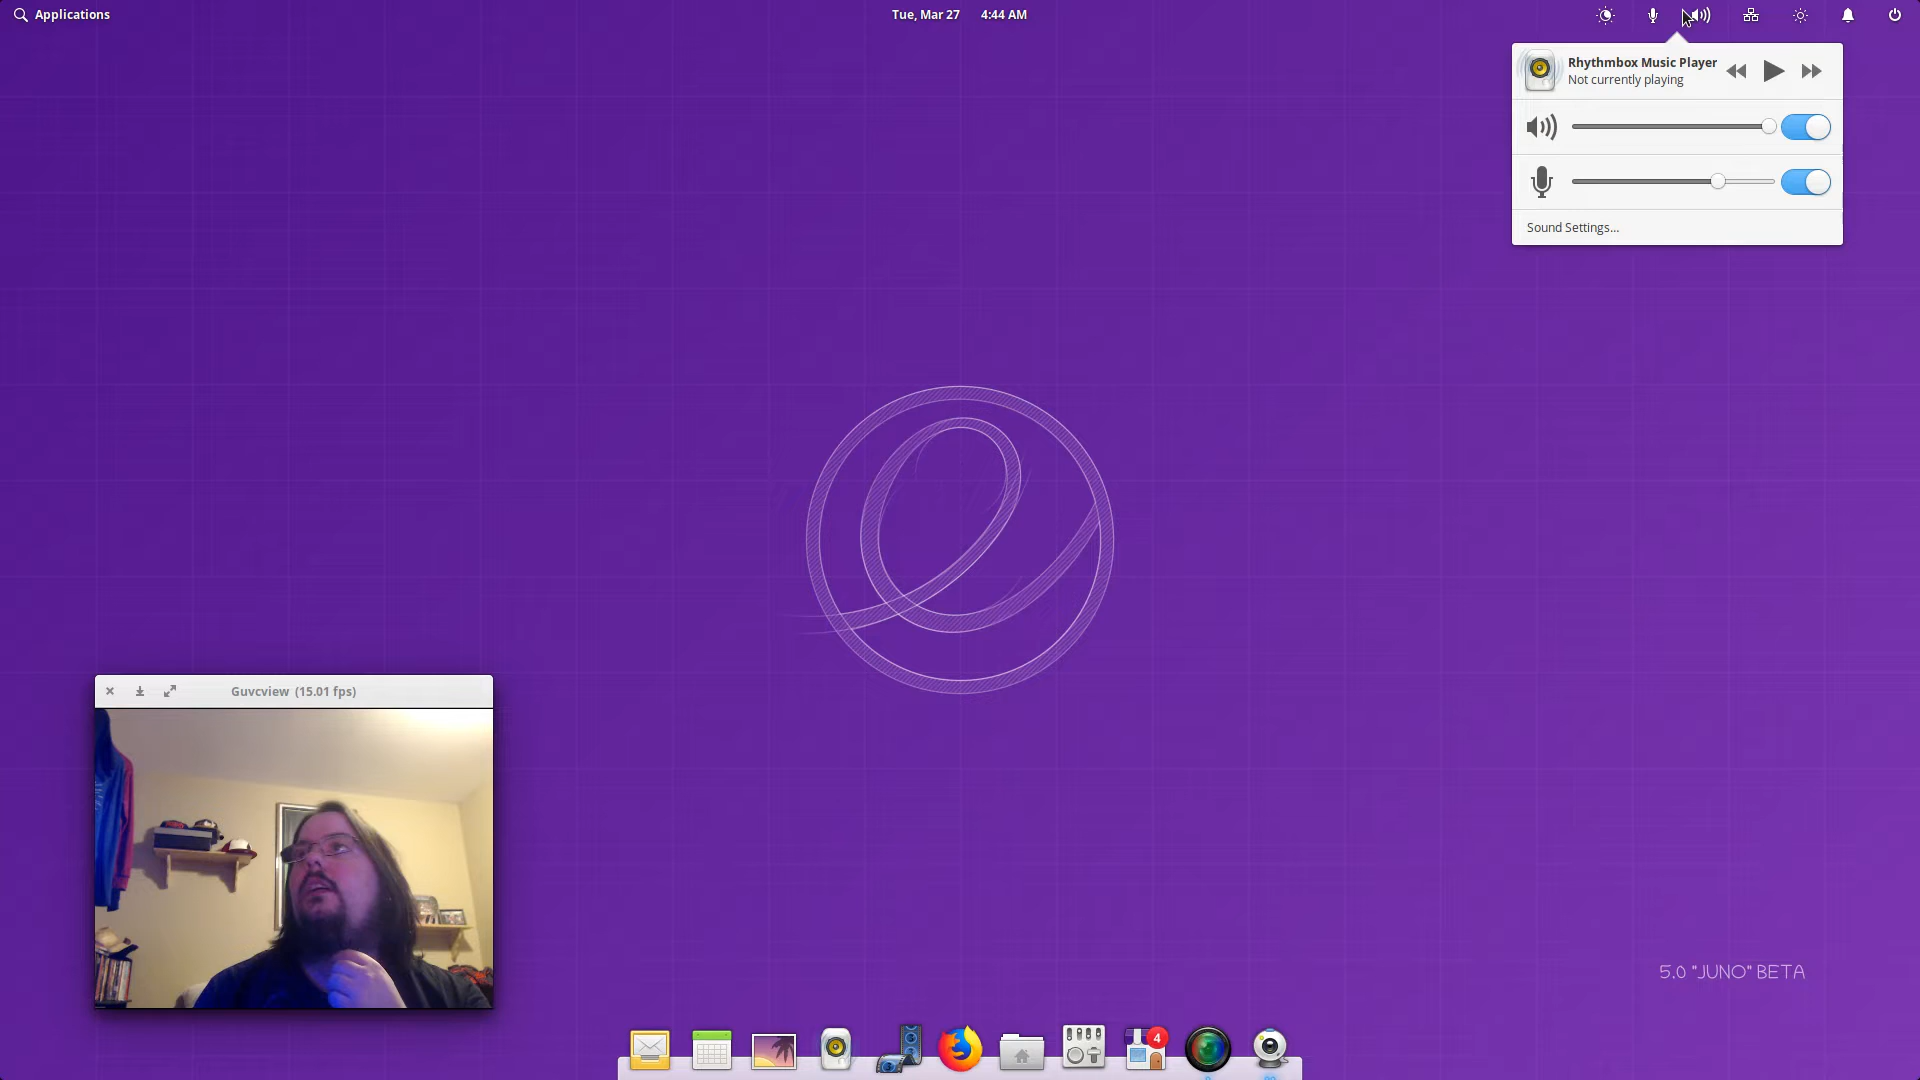 Applications
Tue, Mar 27 4:44 AM
Rhythmbox Music Player
Not currently playing
Sound Settings...
Guvcview (15.01 fps)
5.0 "JUNO" BETA
4